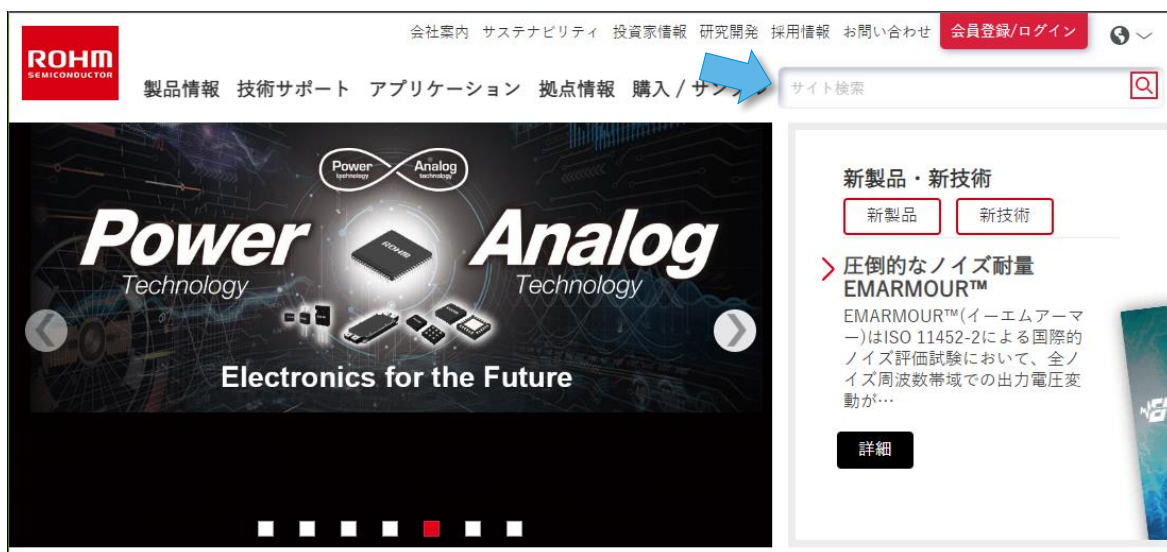 会社案内 サステナビリティ 投資家情報 研究開発 採用情報 お問い合わせ 会員登録/ログイン
ROHM
SEMICONDUCTOR
製品情報 技術サポート アプリケーション 拠点情報 購入 / サンプル
サイト検索
Power
technology
Analog
technology
Power
Technology
Analog
Technology
ROHM
Electronics for the Future
新製品・新技術
新製品 新技術
圧倒的なノイズ耐量
EMARMOUR™
EMARMOUR™(イーエムアーマ
ー)はISO 11452-2による国際的
ノイズ評価試験において、全ノ
イズ周波数帯域での出力電圧変
動が…
詳細